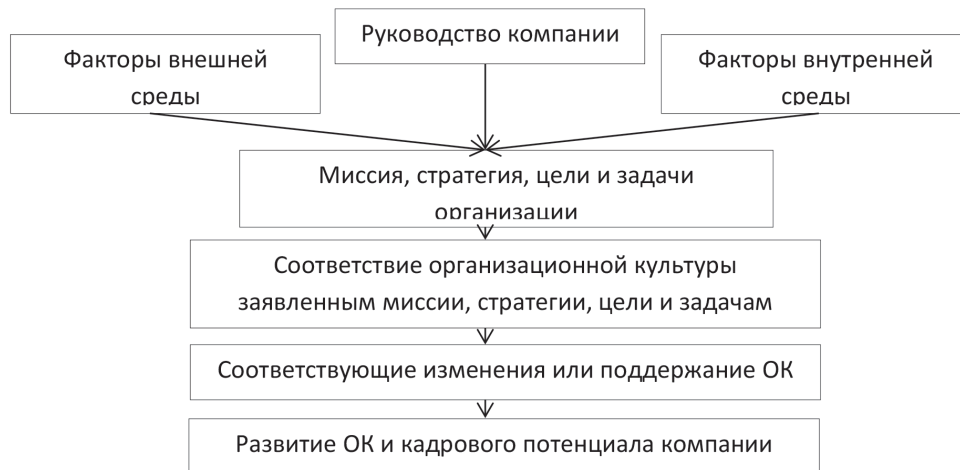 Руководство компании
Факторы внешней
среды
Факторы внутренней
среды
Миссия, стратегия, цели и задачи
организации
Соответствие организационной культуры
заявленным миссии, стратегии, цели и задачам
Соответствующие изменения или поддержание ОК
Развитие ОК и кадрового потенциала компании